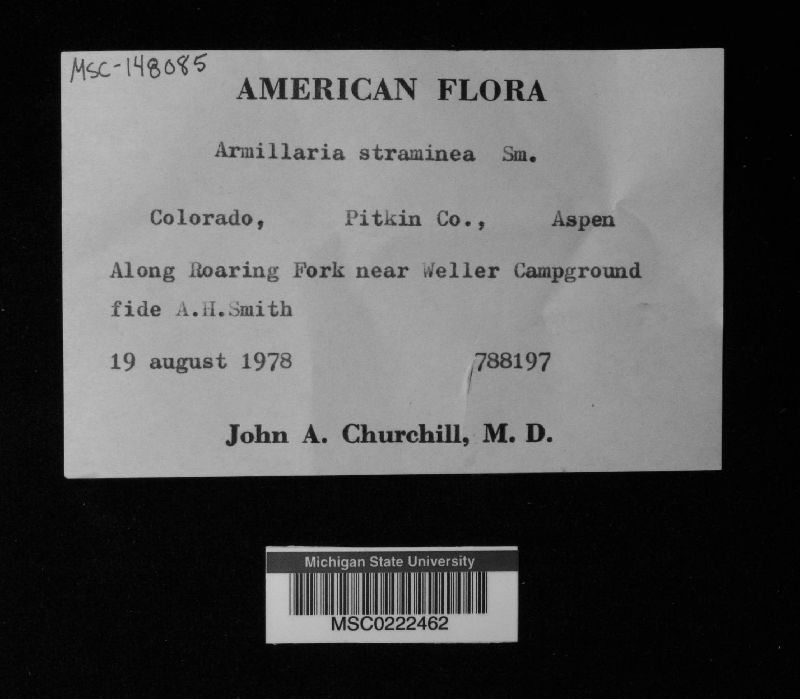 MSC-148085
AMERICAN FLORA
Armillaria straminea Sm.
Colorado, Pitkin Co., Aspen
Along Roaring Fork near Weller Campground
fide A.H.Smith
19 august 1978 788197
John A. Churchill, M. D.
Michigan State University
MSC0222462